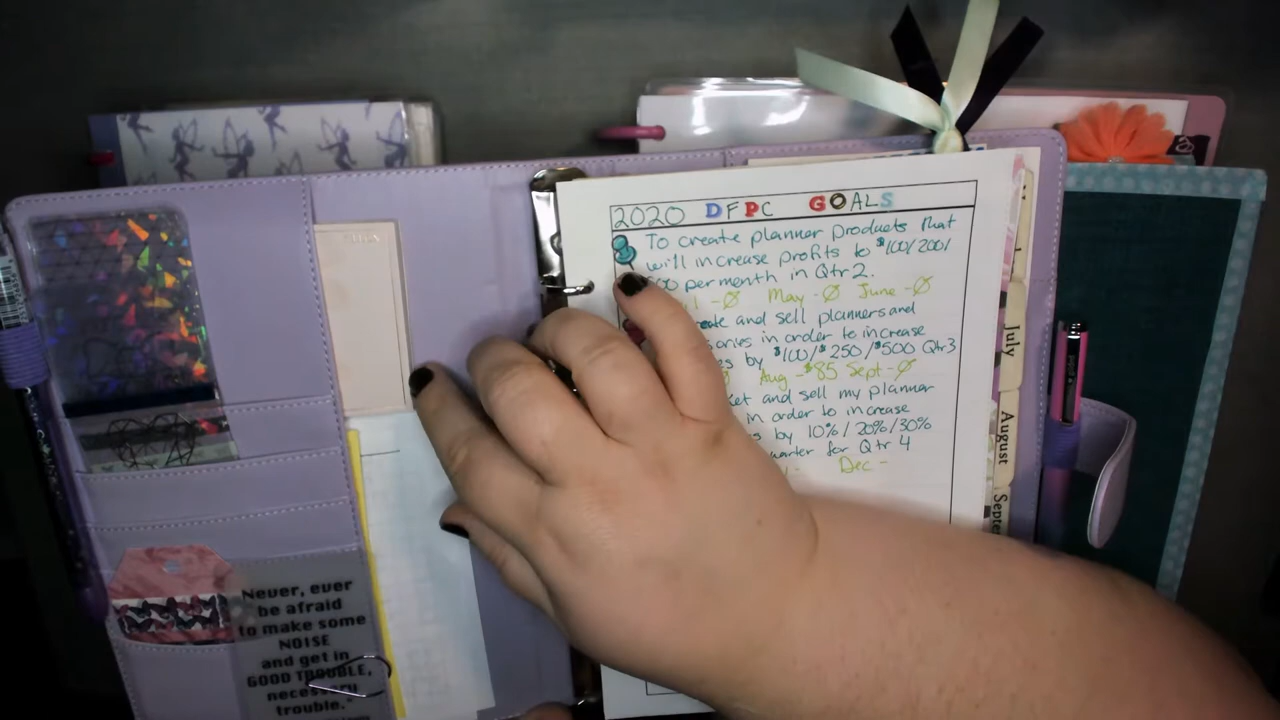 Never, ever
be afraid
to make some
NOISE
and get in
GOOD TROUBLE,
necessary
trouble."
2020 DFPC GOALS
To create planner products that
will increase profits to $100/200/
per month in Qtr 2.
-Ø May -Ø June -Ø
and sell planners and
in order to increase
by $100/$250/$500 Qtr3
Aug -$85 Sept -Ø
and sell my planner
in order to increase
by 10%/20%/30%
for Qtr 4
Dec -
July
August